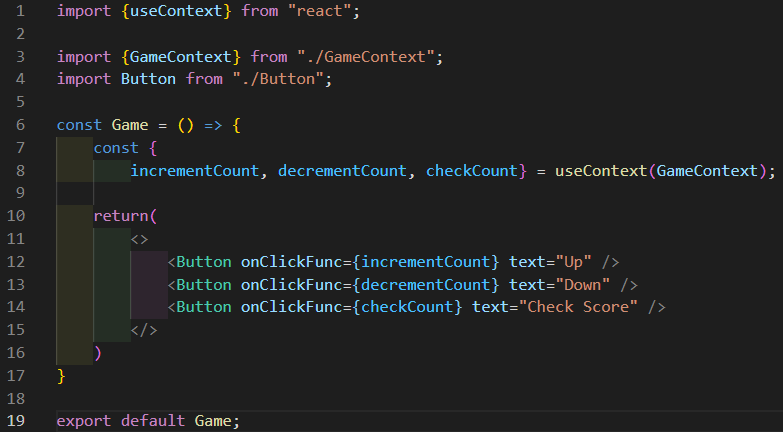 1 import {useContext} from "react";
2
3 import {GameContext} from "./GameContext";
4 import Button from "./Button";
5
6 const Game = () => {
7 const {
8 incrementCount, decrementCount, checkCount} = useContext(GameContext);
9
10 return(
11 <>
12 <Button onClickFunc={incrementCount} text="Up" />
13 <Button onClickFunc={decrementCount} text="Down" />
14 <Button onClickFunc={checkCount} text="Check Score" />
15 </>
16 )
17 }
18
19 export default Game;